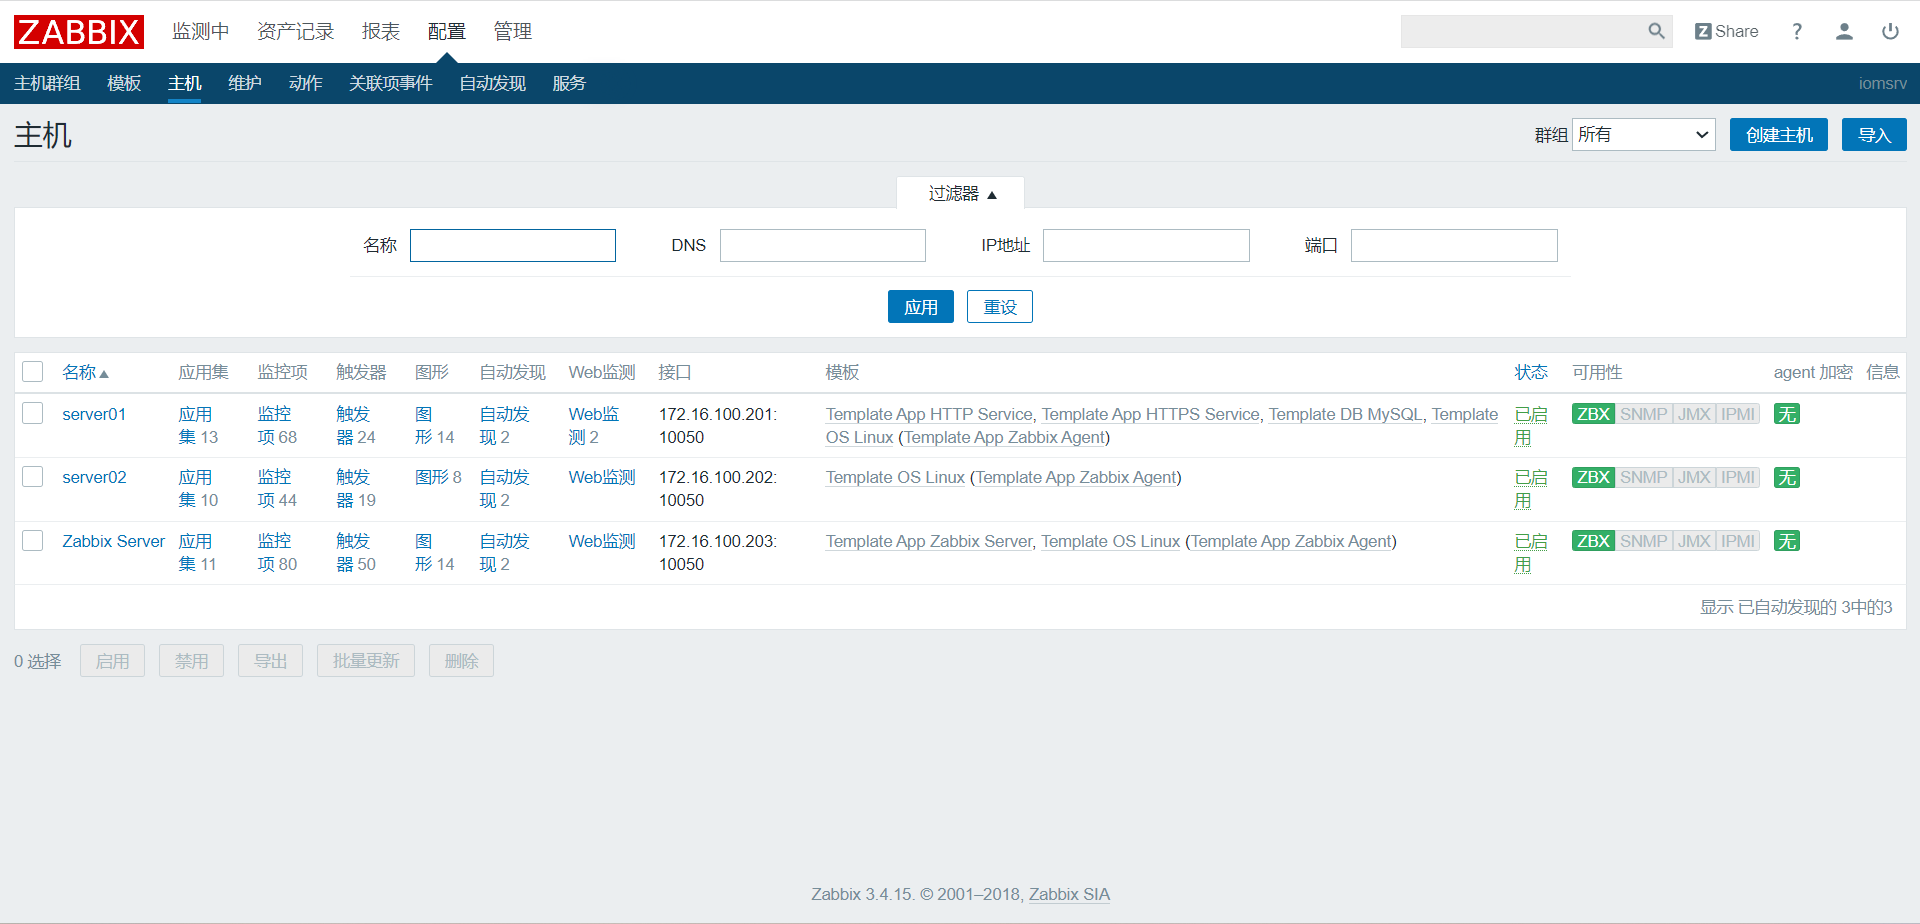 ZABBIX 监测中 资产记录 报表 配置 管理 Share ?
主机群组 模板 主机 维护 动作 关联项事件 自动发现 服务 iomsrv
主机 群组 所有 创建主机 导入
过滤器 ▲
名称 DNS IP地址 端口
应用 重设
名称▲ 应用集 监控项 触发器 图形 自动发现 Web监测 接口 模板 状态 可用性 agent 加密 信息
server01 应用 监控 触发 图 自动发 Web监 172.16.100.201: Template App HTTP Service, Template App HTTPS Service, Template DB MySQL, Template 已启 ZBX SNMP JMX IPMI 无
集 13 项 68 器 24 形 14 现 2 测 2 10050 OS Linux (Template App Zabbix Agent) 用
server02 应用 监控 触发 图形 8 自动发 Web监测 172.16.100.202: Template OS Linux (Template App Zabbix Agent) 已启 ZBX SNMP JMX IPMI 无
集 10 项 44 器 19 现 2 10050 用
Zabbix Server 应用 监控 触发 图 自动发 Web监测 172.16.100.203: Template App Zabbix Server, Template OS Linux (Template App Zabbix Agent) 已启 ZBX SNMP JMX IPMI 无
集 11 项 80 器 50 形 14 现 2 10050 用
显示 已自动发现的 3中的3
0 选择 启用 禁用 导出 批量更新 删除
Zabbix 3.4.15. © 2001–2018, Zabbix SIA